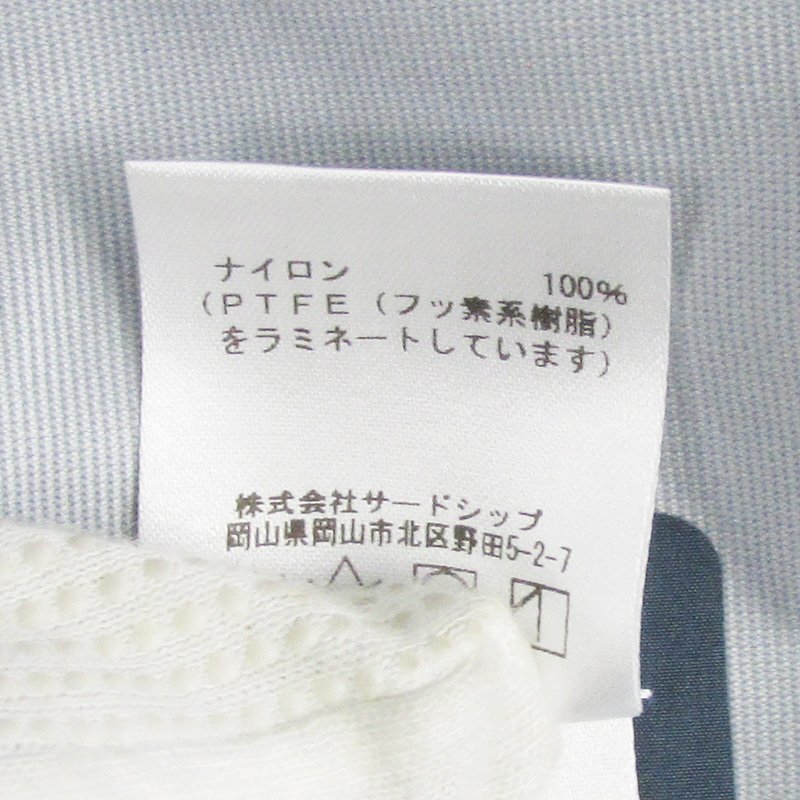 ナイロン 100%
(PTFE(フッ素系樹脂)
をラミネートしています)
株式会社サードシップ
岡山県岡山市北区野田5-2-7